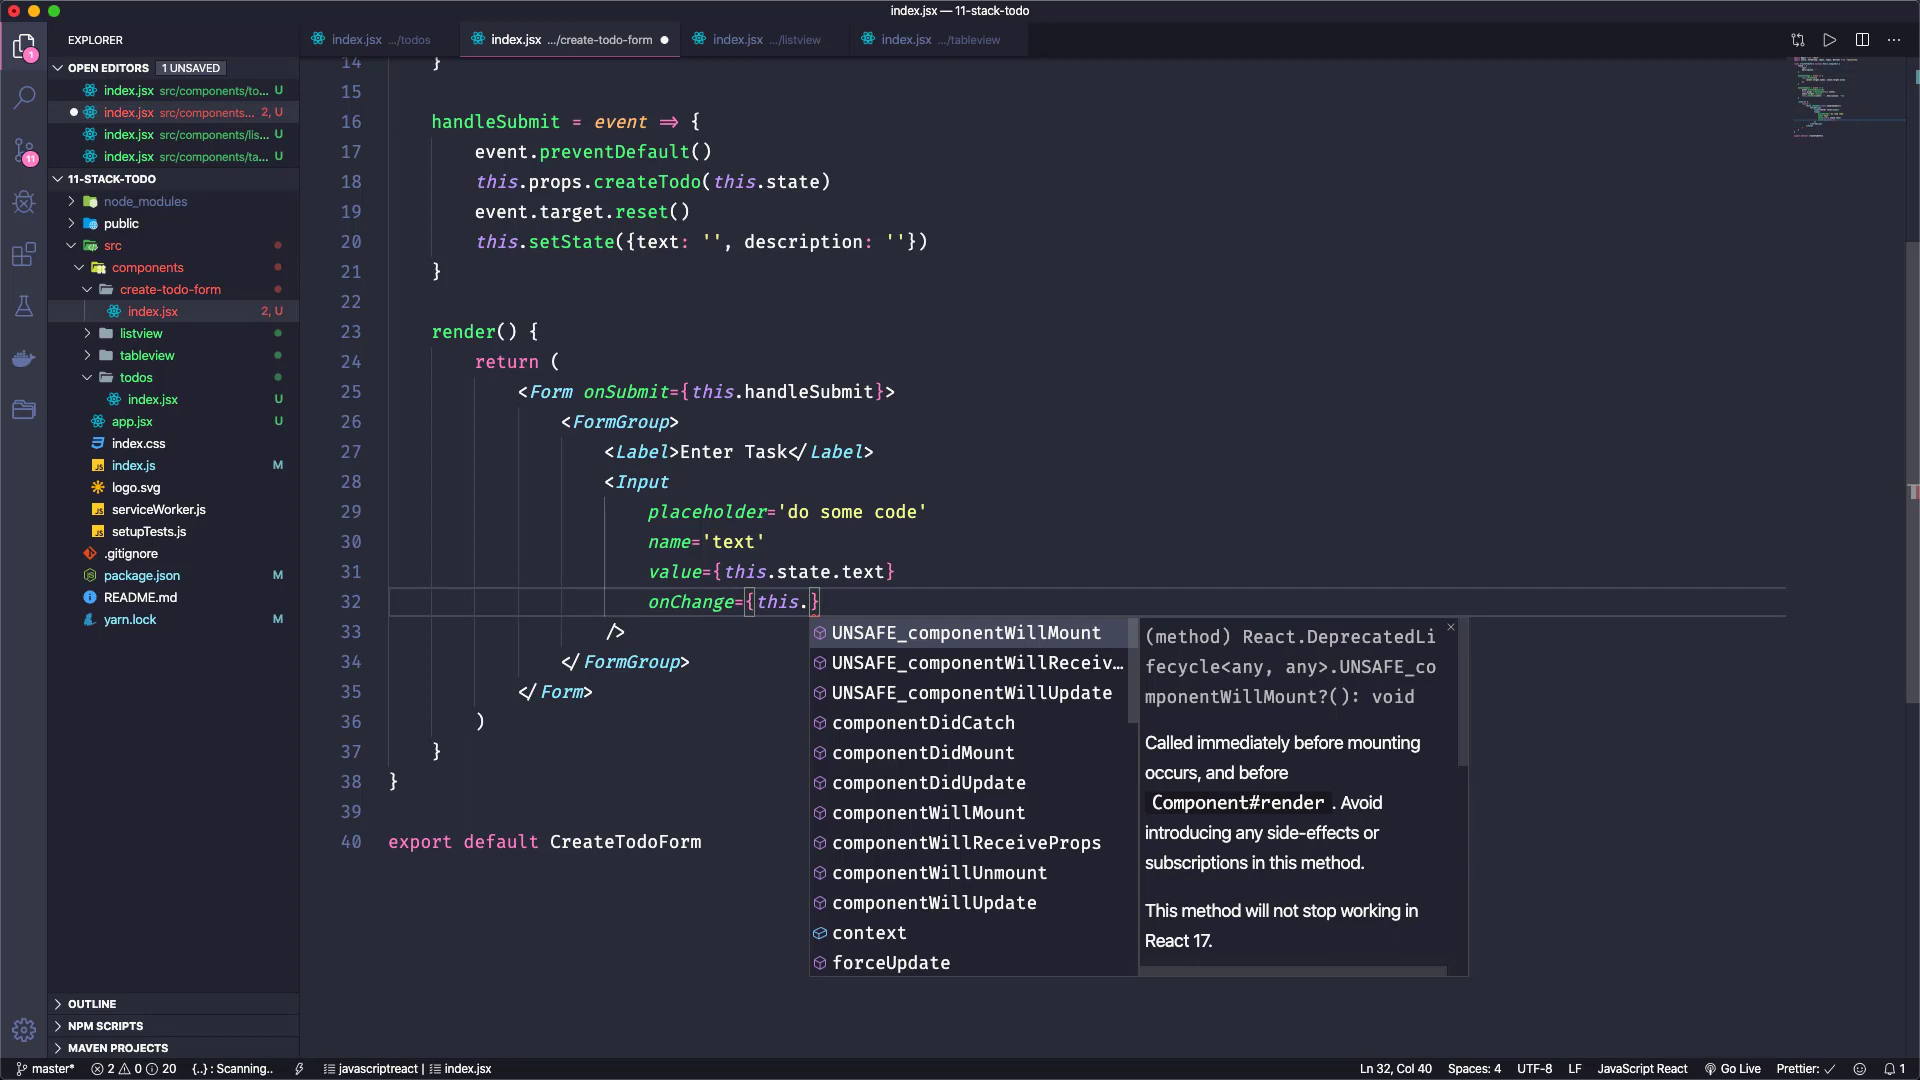 index.jsx — 11-stack-todo
EXPLORER
index.jsx .../todos
index.jsx .../create-todo-form
index.jsx .../listview
index.jsx .../tableview
OPEN EDITORS 1 UNSAVED
index.jsx src/components/to... U
index.jsx src/components... 2, U
index.jsx src/components/lis... U
index.jsx src/components/ta... U
11-STACK-TODO
node_modules
public
src
components
create-todo-form
index.jsx 2, U
listview
tableview
todos
index.jsx U
app.jsx U
index.css
index.js M
logo.svg
serviceWorker.js
setupTests.js
.gitignore
package.json M
README.md
yarn.lock M
OUTLINE
NPM SCRIPTS
MAVEN PROJECTS
1
11
14 }
15
16 handleSubmit = event => {
17 event.preventDefault()
18 this.props.createTodo(this.state)
19 event.target.reset()
20 this.setState({text: '', description: ''})
21 }
22
23 render() {
24 return (
25 <Form onSubmit={this.handleSubmit}>
26 <FormGroup>
27 <Label>Enter Task</Label>
28 <Input
29 placeholder='do some code'
30 name='text'
31 value={this.state.text}
32 onChange={this.}
33 />
34 </FormGroup>
35 </Form>
36 )
37 }
38 }
39
40 export default CreateTodoForm
UNSAFE_componentWillMount
UNSAFE_componentWillReceiv...
UNSAFE_componentWillUpdate
componentDidCatch
componentDidMount
componentDidUpdate
componentWillMount
componentWillReceiveProps
componentWillUnmount
componentWillUpdate
context
forceUpdate
(method) React.DeprecatedLi
fecycle<any, any>.UNSAFE_co
mponentWillMount?(): void
Called immediately before mounting
occurs, and before
Component#render . Avoid
introducing any side-effects or
subscriptions in this method.
This method will not stop working in
React 17.
master* 2 0 20 {..} : Scanning.. javascriptreact | index.jsx Ln 32, Col 40 Spaces: 4 UTF-8 LF JavaScript React Go Live Prettier: ✓ 1